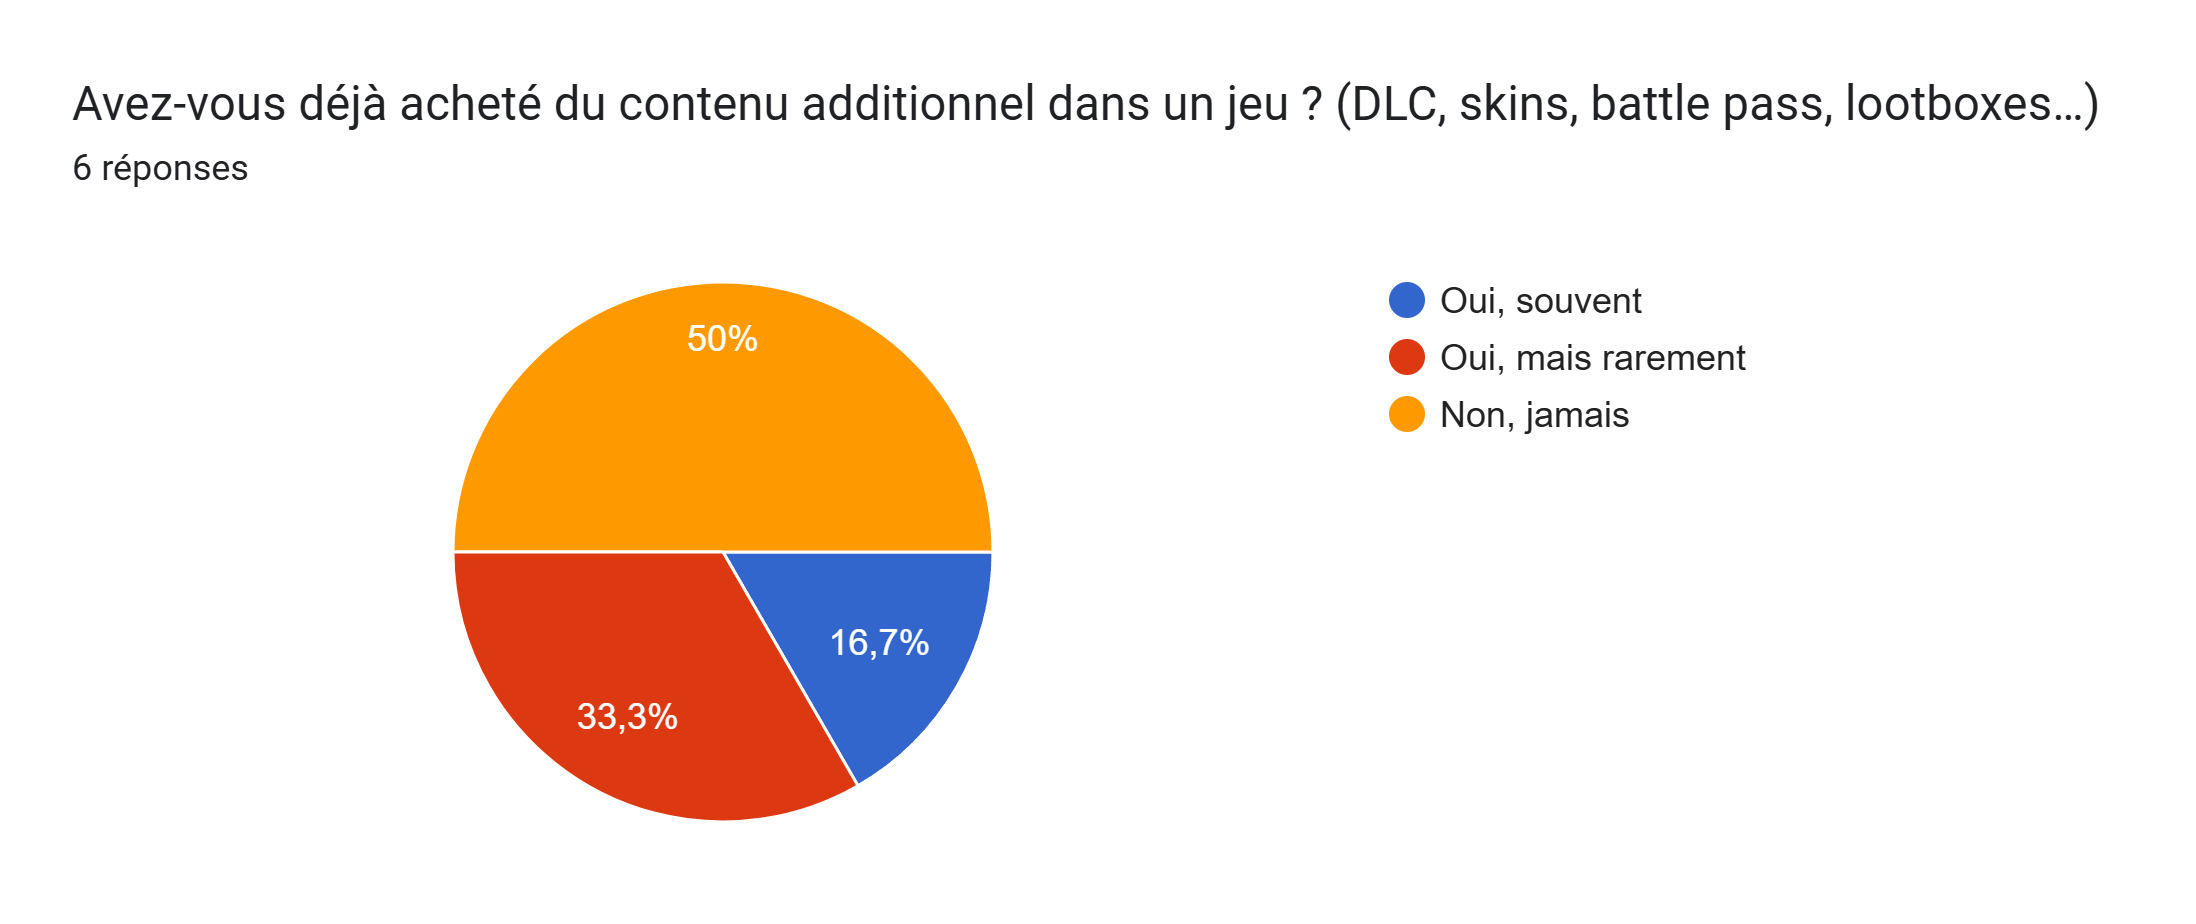 Avez-vous déjà acheté du contenu additionnel dans un jeu ? (DLC, skins, battle pass, lootboxes…)
6 réponses
50%
16,7%
33,3%
Oui, souvent
Oui, mais rarement
Non, jamais